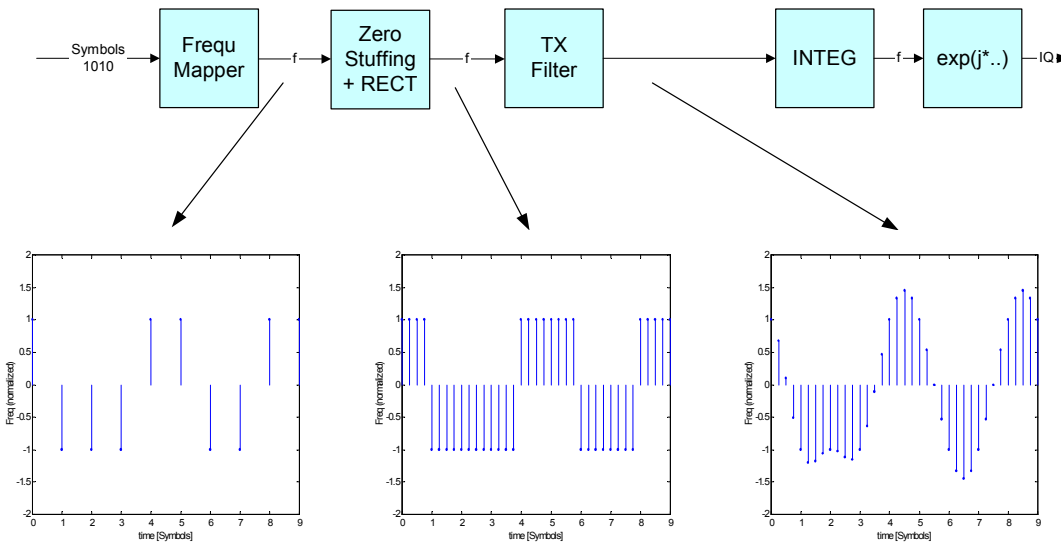 Symbols
1010
Frequ
Mapper
f
Zero
Stuffing
+ RECT
f
TX
Filter
INTEG
f
exp(j*..)
IQ
2
1.5
1
0.5
0
-0.5
-1
-1.5
-2
Freq (normalized)
0 1 2 3 4 5 6 7 8 9
time [Symbols]
2
1.5
1
0.5
0
-0.5
-1
-1.5
-2
Freq (normalized)
0 1 2 3 4 5 6 7 8 9
time [Symbols]
2
1.5
1
0.5
0
-0.5
-1
-1.5
-2
Freq (normalized)
0 1 2 3 4 5 6 7 8 9
time [Symbols]